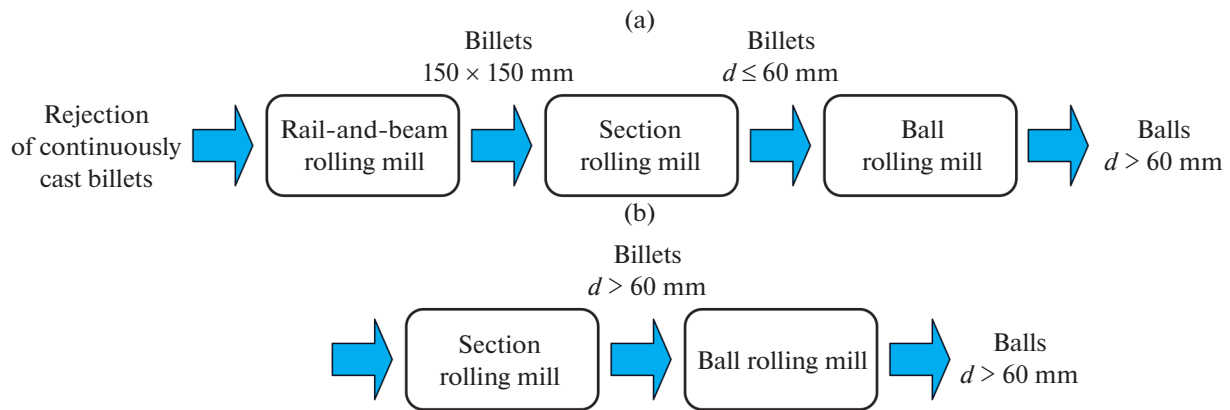 (a)
Billets
150 × 150 mm
Billets
d ≤ 60 mm
Rejection
of continuously
cast billets
Rail-and-beam
rolling mill
Section
rolling mill
Ball
rolling mill
Balls
d > 60 mm
(b)
Billets
d > 60 mm
Section
rolling mill
Ball rolling mill
Balls
d > 60 mm